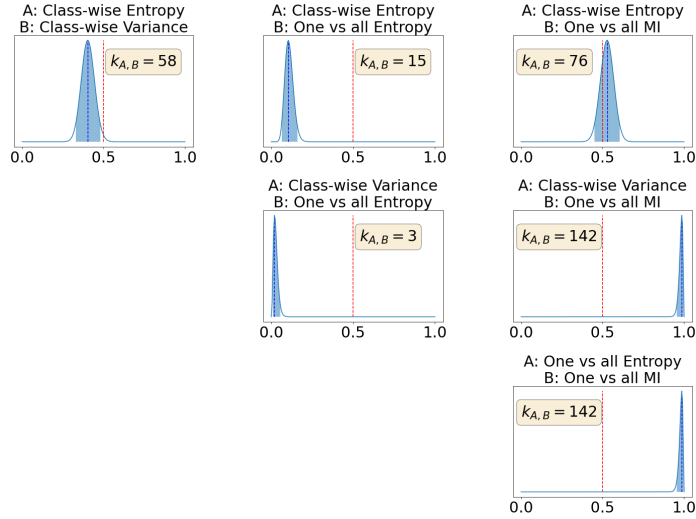 A: Class-wise Entropy
B: Class-wise Variance
k_{A,B} = 58
0.0 0.5 1.0
A: Class-wise Entropy
B: One vs all Entropy
k_{A,B} = 15
0.0 0.5 1.0
A: Class-wise Entropy
B: One vs all MI
k_{A,B} = 76
0.0 0.5 1.0
A: Class-wise Variance
B: One vs all Entropy
k_{A,B} = 3
0.0 0.5 1.0
A: Class-wise Variance
B: One vs all MI
k_{A,B} = 142
0.0 0.5 1.0
A: One vs all Entropy
B: One vs all MI
k_{A,B} = 142
0.0 0.5 1.0